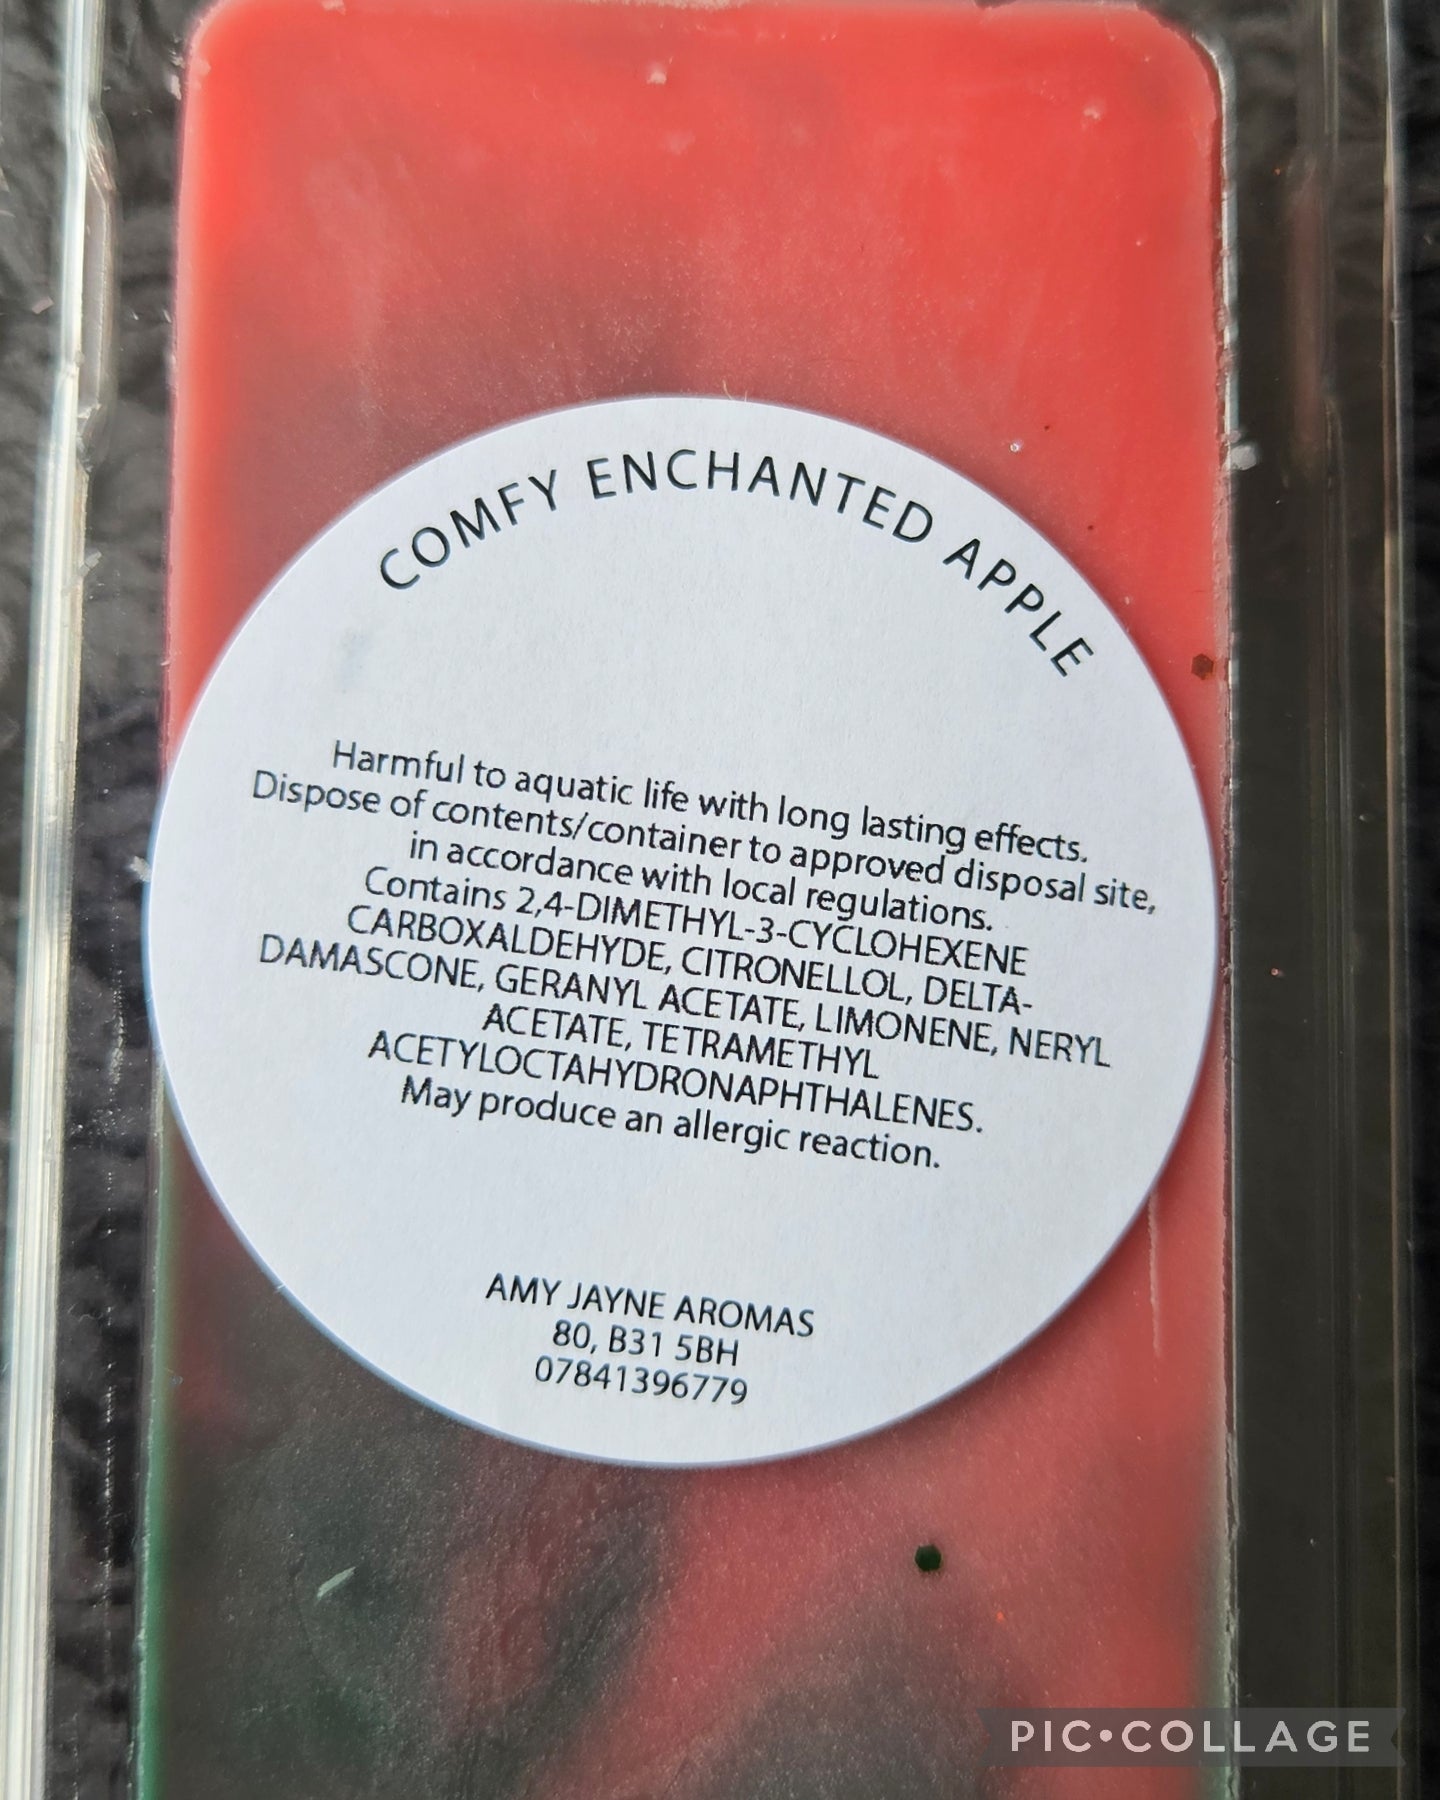 COMFY ENCHANTED APPLE
Harmful to aquatic life with long lasting effects.
Dispose of contents/container to approved disposal site,
in accordance with local regulations.
Contains 2,4-DIMETHYL-3-CYCLOHEXENE
CARBOXALDEHYDE, CITRONELLOL, DELTA-
DAMASCONE, GERANYL ACETATE, LIMONENE, NERYL
ACETATE, TETRAMETHYL
ACETYLOCTAHYDRONAPHTHALENES.
May produce an allergic reaction.
AMY JAYNE AROMAS
80, B31 5BH
07841396779
PIC•COLLAGE